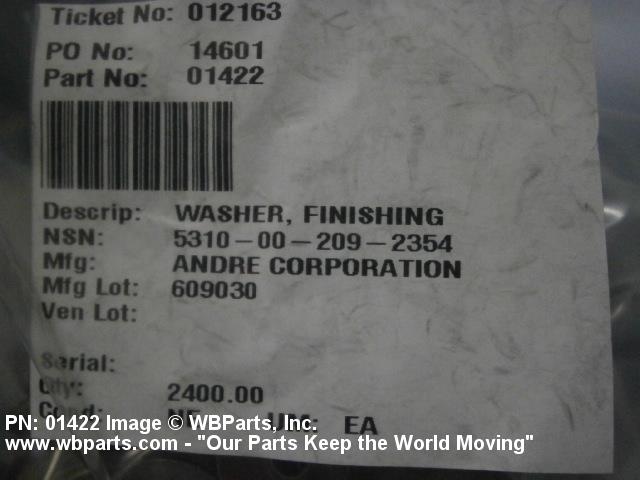 Ticket No: 012163
PO No: 14601
Part No: 01422
Descrip: WASHER, FINISHING
NSN: 5310-00-209-2354
Mfg: ANDRE CORPORATION
Mfg Lot: 609030
Ven Lot:
Serial:
Qty: 2400.00
EA
PN: 01422 Image © WBParts, Inc.
www.wbparts.com - "Our Parts Keep the World Moving"